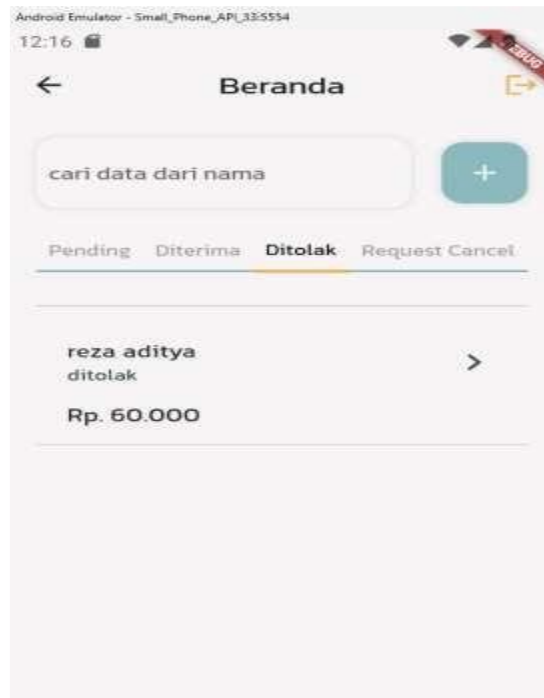 Android Emulator - Small_Phone_API_33:5554
12:16
DEBUG
Beranda
cari data dari nama
+
Pending Diterima Ditolak Request Cancel
reza aditya
ditolak
Rp. 60.000